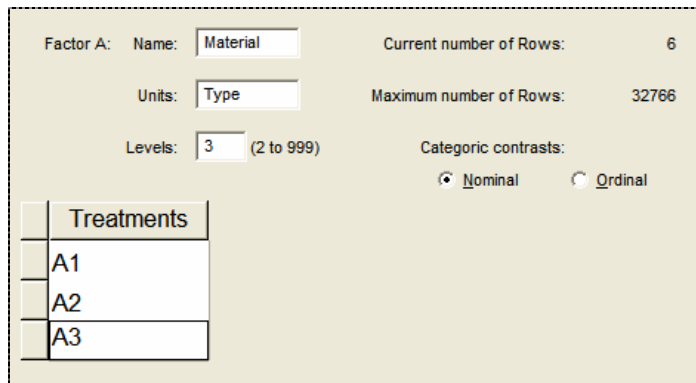 Factor A: Name: Material Current number of Rows: 6
Units: Type Maximum number of Rows: 32766
Levels: 3 (2 to 999) Categoric contrasts:
Nominal Ordinal
Treatments
A1
A2
A3